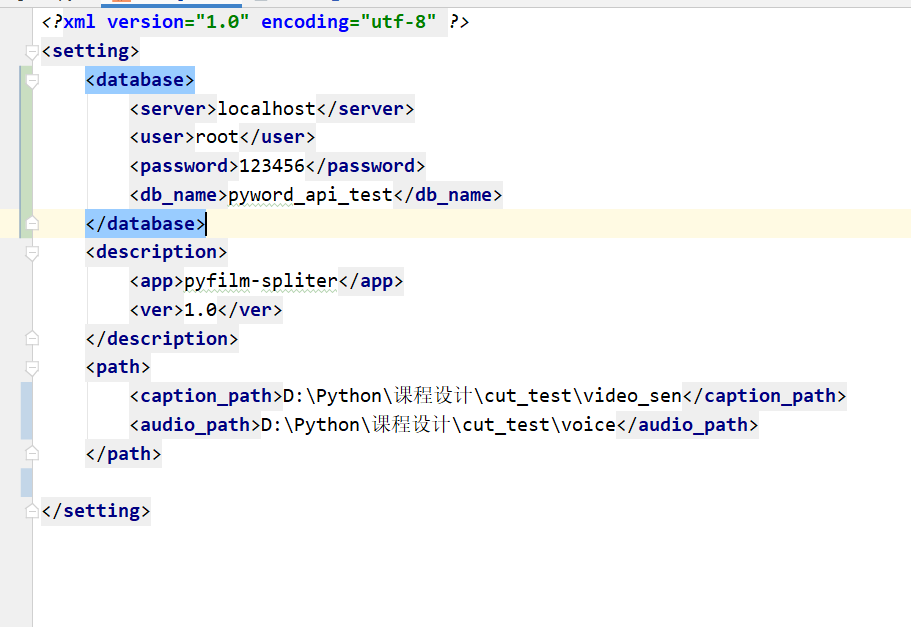 <?xml version="1.0" encoding="utf-8" ?>
<setting>
    <database>
        <server>localhost</server>
        <user>root</user>
        <password>123456</password>
        <db_name>pyword_api_test</db_name>
    </database>
    <description>
        <app>pyfilm-spliter</app>
        <ver>1.0</ver>
    </description>
    <path>
        <caption_path>D:\Python\课程设计\cut_test\video_sen</caption_path>
        <audio_path>D:\Python\课程设计\cut_test\voice</audio_path>
    </path>
</setting>